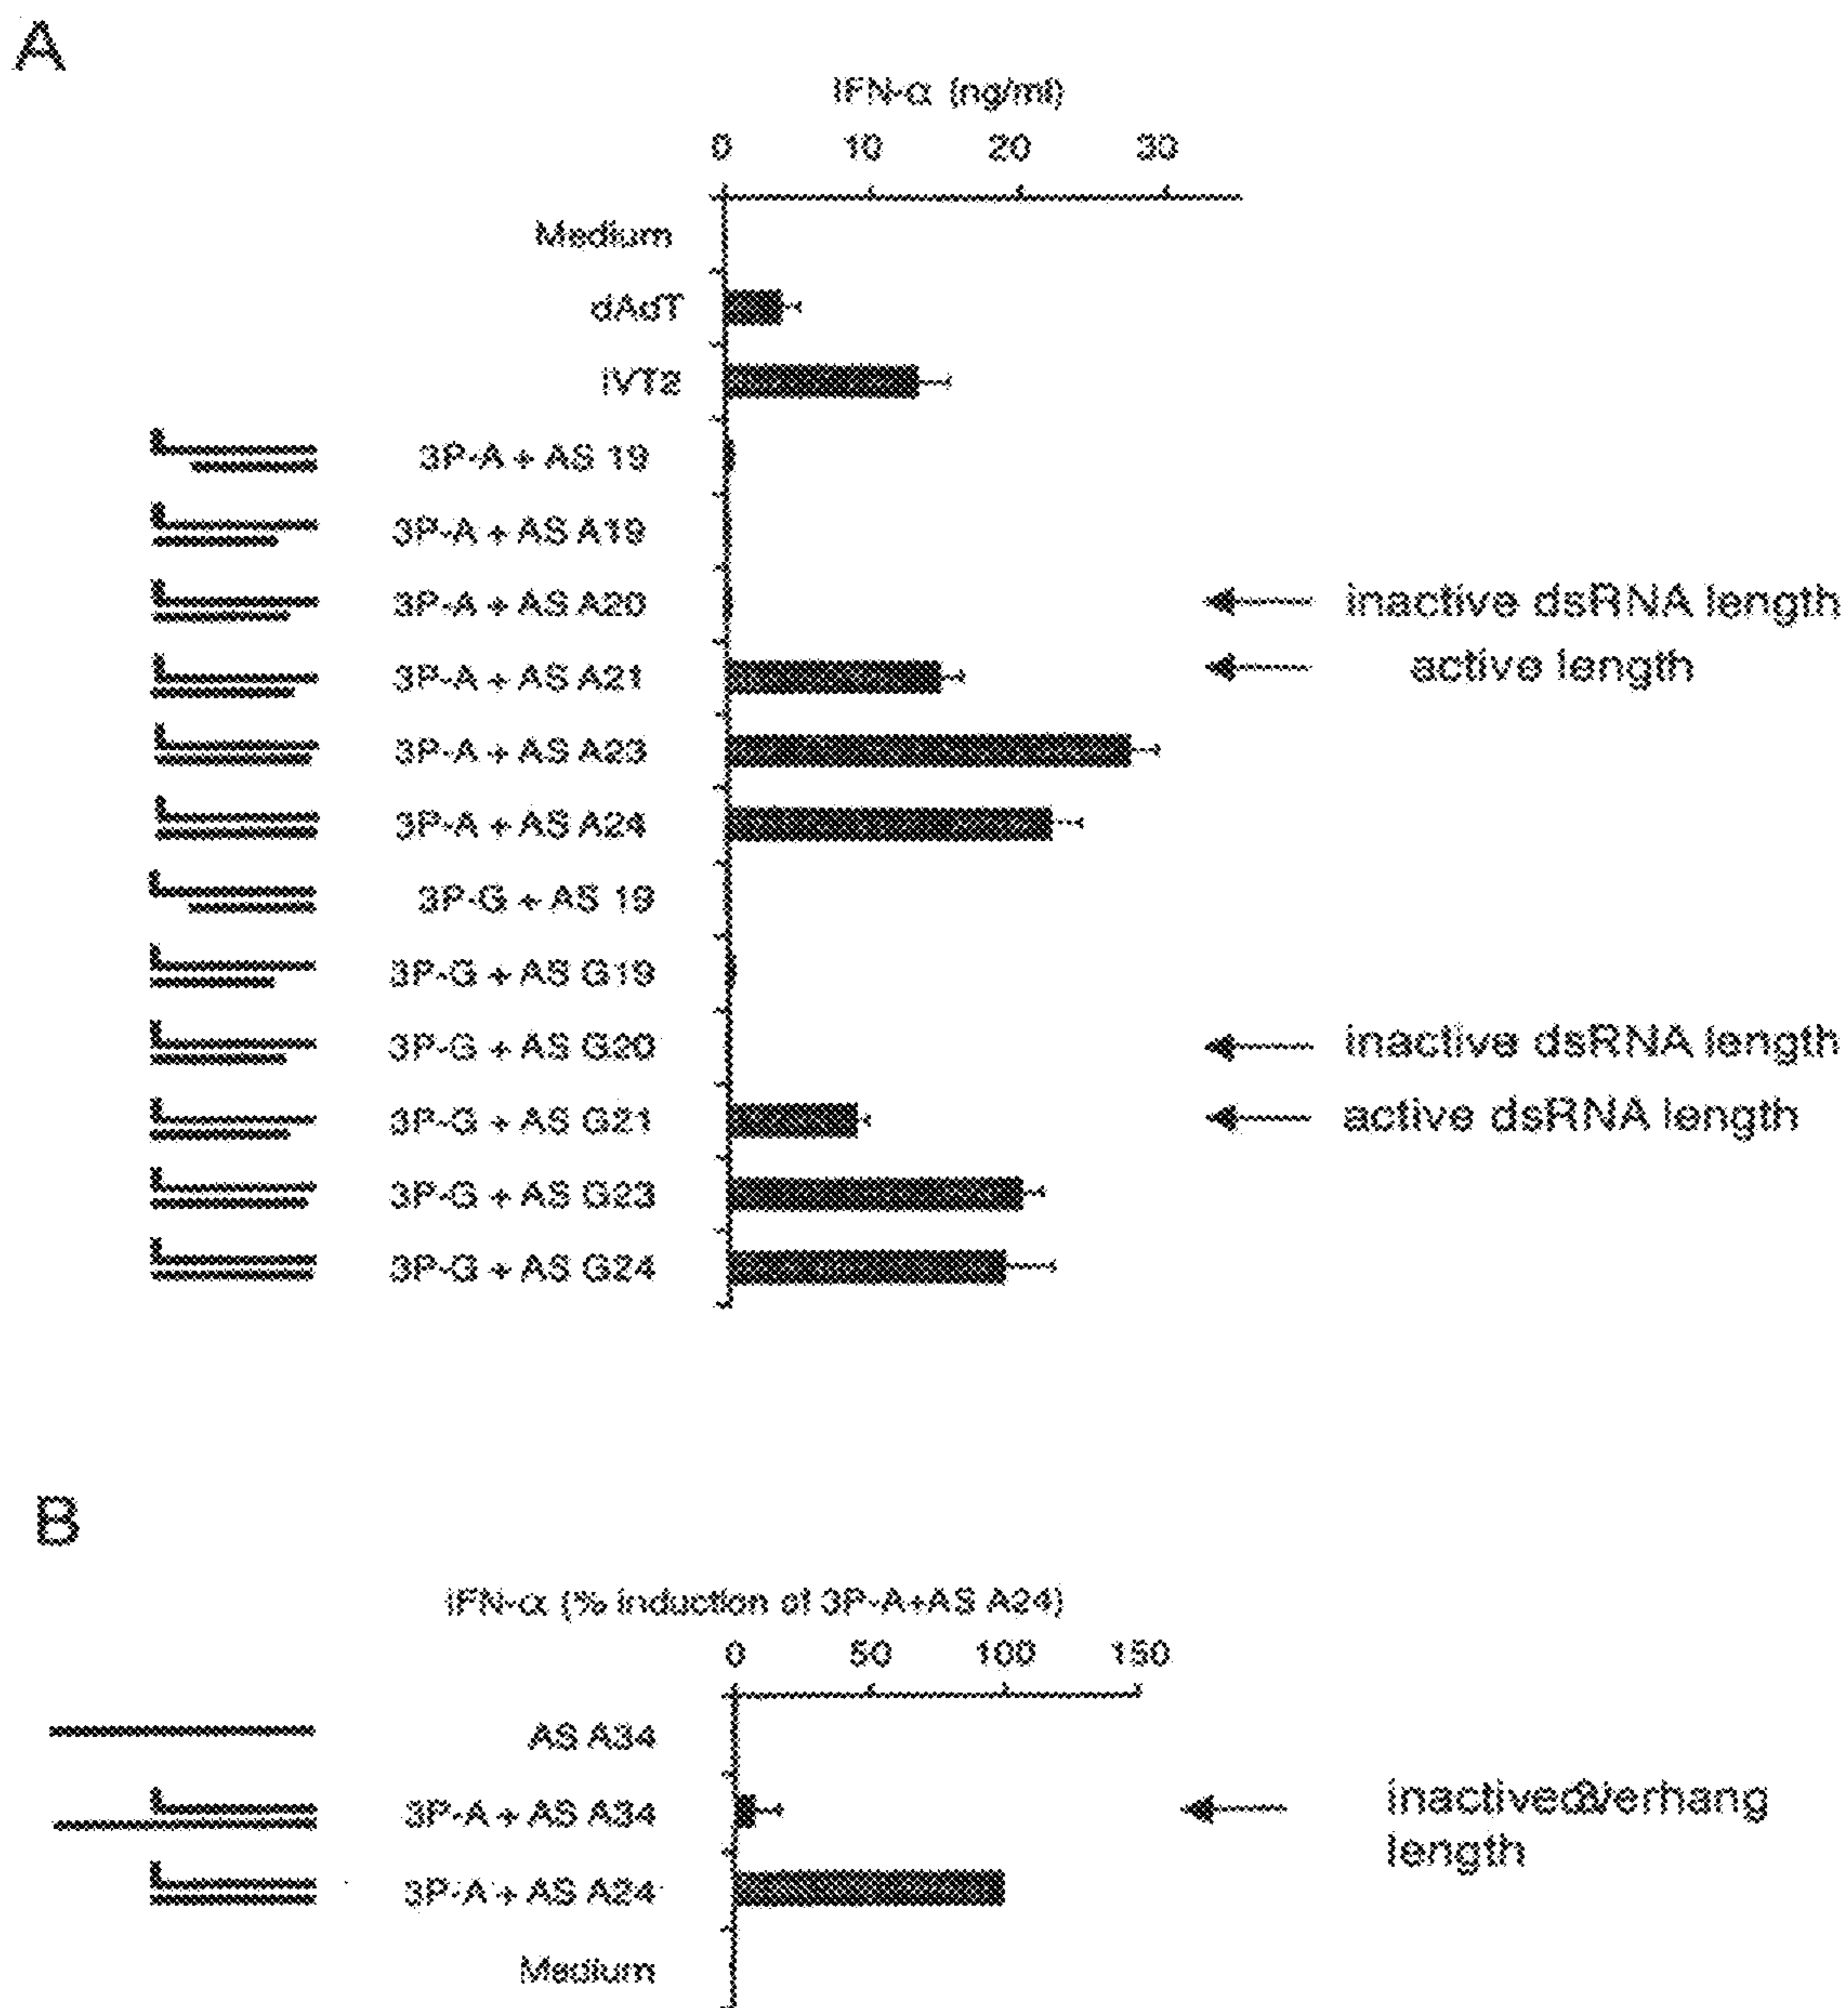 A
IFN-α (ng/ml)
0 10 20 30
Medium
dAdT
IVT2
3P-A + AS 19
3P-A + AS A19
3P-A + AS A20 inactive dsRNA length
3P-A + AS A21 active length
3P-A + AS A23
3P-A + AS A24
3P-G + AS 19
3P-G + AS G19
3P-G + AS G20 inactive dsRNA length
3P-G + AS G21 active dsRNA length
3P-G + AS G23
3P-G + AS G24
B
IFN-α (% induction of 3P-A+AS A24)
0 50 100 150
AS A34
3P-A + AS A34 inactive
length
3P-A + AS A24
Medium